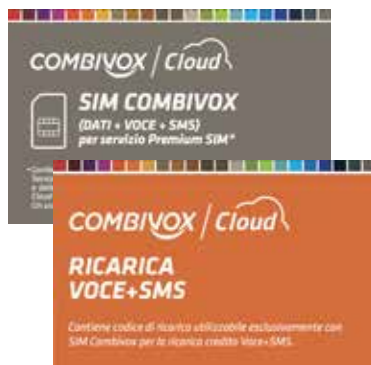 COMBIVOX / Cloud
SIM COMBIVOX
(DATI + VOCE + SMS)
per servizio Premium SIM*
COMBIVOX / Cloud
RICARICA
VOCE+SMS
Contiene codice di ricarica utilizzabile esclusivamente con
SIM Combivox per la ricarica credito Voce+SMS.